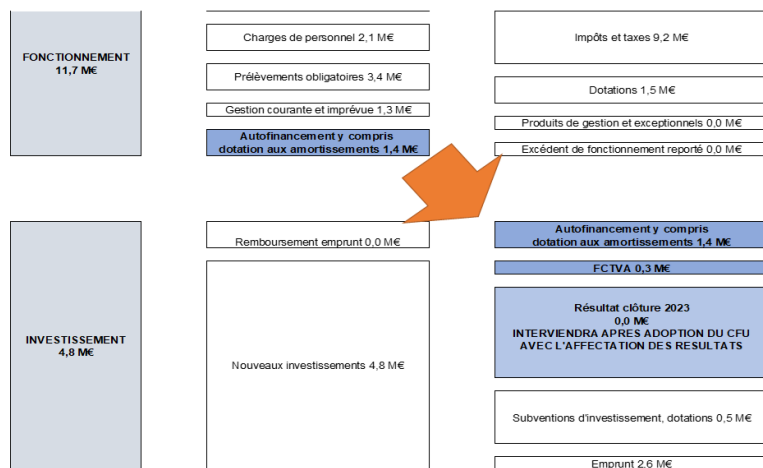 FONCTIONNEMENT
11,7 M€
Charges de personnel 2,1 M€
Prélèvements obligatoires 3,4 M€
Gestion courante et imprévue 1,3 M€
Autofinancement y compris
dotation aux amortissements 1,4 M€
Impôts et taxes 9,2 M€
Dotations 1,5 M€
Produits de gestion et exceptionnels 0,0 M€
Excédent de fonctionnement reporté 0,0 M€
INVESTISSEMENT
4,8 M€
Remboursement emprunt 0,0 M€
Nouveaux investissements 4,8 M€
Autofinancement y compris
dotation aux amortissements 1,4 M€
FCTVA 0,3 M€
Résultat clôture 2023
0,0 M€
INTERVIENDRA APRES ADOPTION DU CFU
AVEC L'AFFECTATION DES RESULTATS
Subventions d'investissement, dotations 0,5 M€
Emprunt 2,6 M€